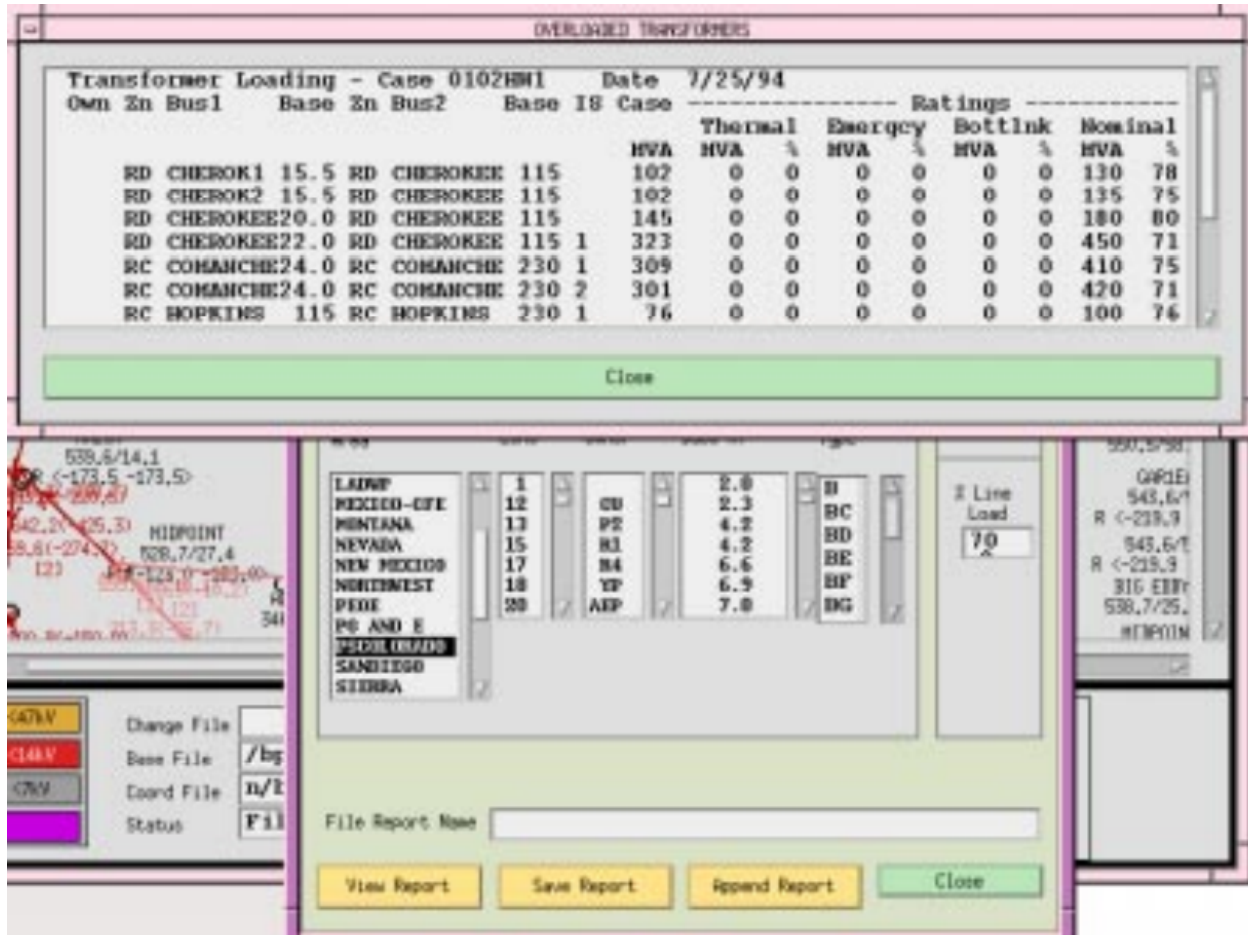 OVERLOADED TRANSFORMERS
Transformer Loading - Case 0102HW1 Date 7/25/94
Own Zn Bus1 Base Zn Bus2 Base IS Case ---------------- Ratings -----------
Thermal Emergcy Bottlnk Nominal
MVA MVA % MVA % MVA % MVA %
RD CHEROK1 15.5 RD CHEROKEE 115 102 0 0 0 0 0 0 130 78
RD CHEROK2 15.5 RD CHEROKEE 115 102 0 0 0 0 0 0 135 75
RD CHEROKEE20.0 RD CHEROKEE 115 145 0 0 0 0 0 0 180 80
RD CHEROKEE22.0 RD CHEROKEE 115 1 323 0 0 0 0 0 0 450 71
RC COMANCHE24.0 RC COMANCHE 230 1 309 0 0 0 0 0 0 410 75
RC COMANCHE24.0 RC COMANCHE 230 2 301 0 0 0 0 0 0 420 71
RC HOPKINS 115 RC HOPKINS 230 1 76 0 0 0 0 0 0 100 76
Close
539.6/14.1
MIDPOINT
528.7/27.4
[2]
LADWP 1 2.0 B
MEXICO-CFE 12 CU 2.3 BC
MONTANA 13 P2 4.2 BD
NEVADA 15 R1 4.2 BE
NEW MEXICO 17 R4 6.6 BF
NORTHWEST 18 YP 6.9 BG
PEDE 20 AEP 7.0
PG AND E
PSCOLORADO
SANDIEGO
SIERRA
% Line
Load
70
R <-219.9
R <-219.9
BIG EDDY
538.7/25.
MIDPOIN
<47kV
<14kV
<7kV
Change File
Base File
Coord File
Status
File Report Name
View Report Save Report Append Report Close